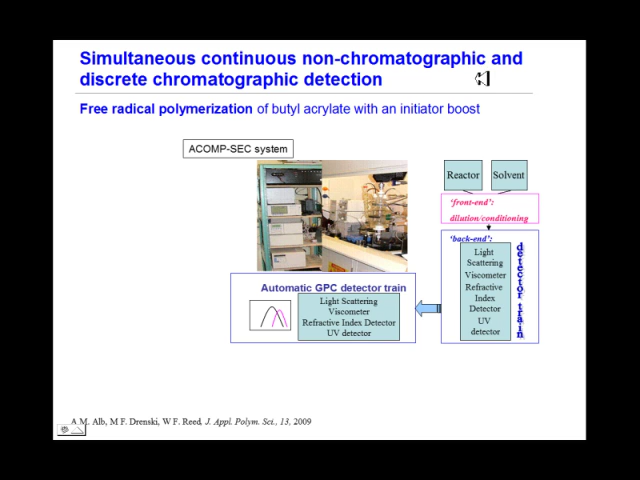 Simultaneous continuous non-chromatographic and
discrete chromatographic detection
Free radical polymerization of butyl acrylate with an initiator boost
ACOMP-SEC system
Reactor
Solvent
'front-end':
dilution/conditioning
'back-end':
Light
Scattering
Viscometer
Refractive
Index
Detector
UV
detector
detector train
Automatic GPC detector train
Light Scattering
Viscometer
Refractive Index Detector
UV detector
A.M. Alb, M F. Drenski, W F. Reed, J. Appl. Polym. Sci., 13, 2009